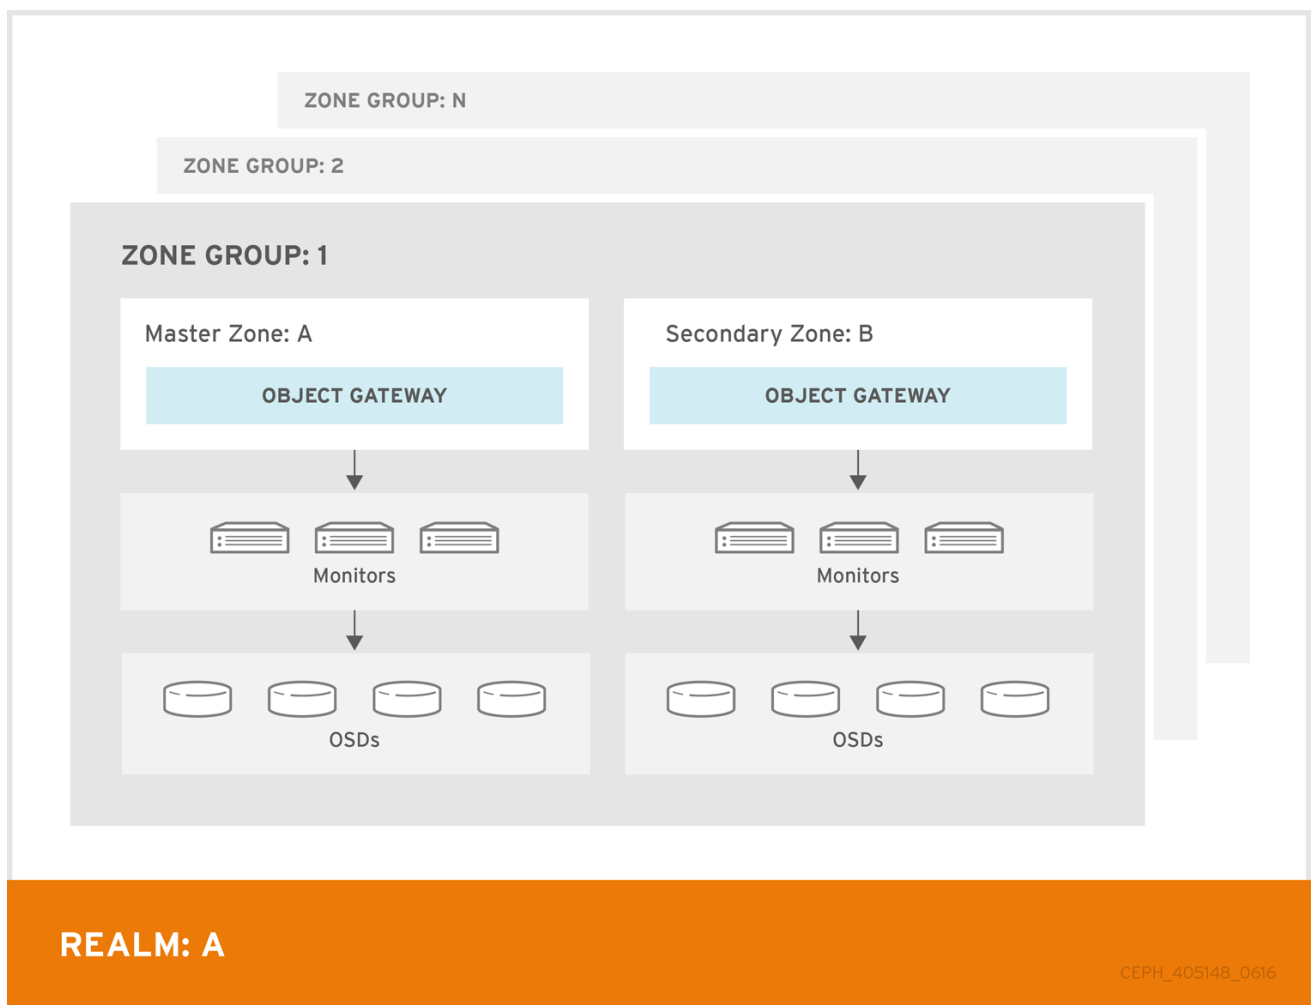 ZONE GROUP: N
ZONE GROUP: 2
ZONE GROUP: 1
Master Zone: A
OBJECT GATEWAY
Monitors
OSDs
Secondary Zone: B
OBJECT GATEWAY
Monitors
OSDs
REALM: A
CEPH_405148_0616